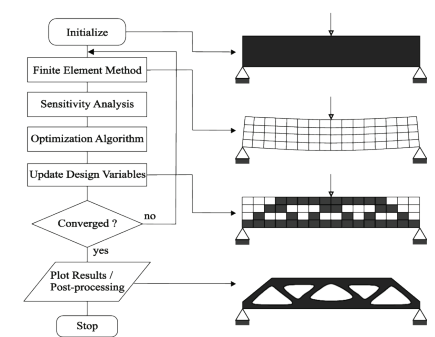 Initialize
Finite Element Method
Sensitivity Analysis
Optimization Algorithm
Update Design Variables
Converged ?
no
yes
Plot Results /
Post-processing
Stop